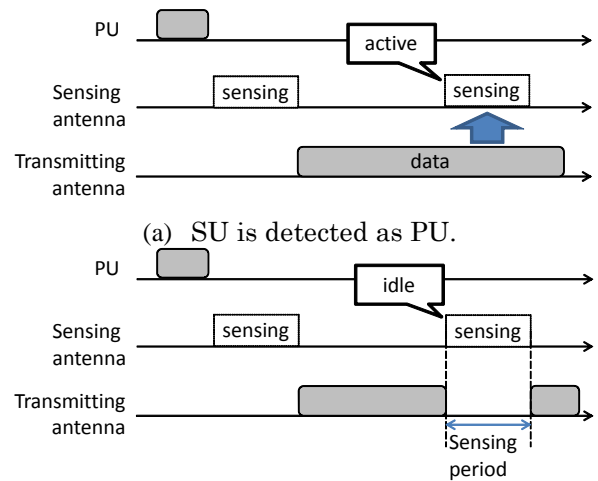 PU
active
Sensing
antenna
sensing
sensing
Transmitting
antenna
data
(a) SU is detected as PU.
PU
idle
Sensing
antenna
sensing
sensing
Transmitting
antenna
Sensing
period